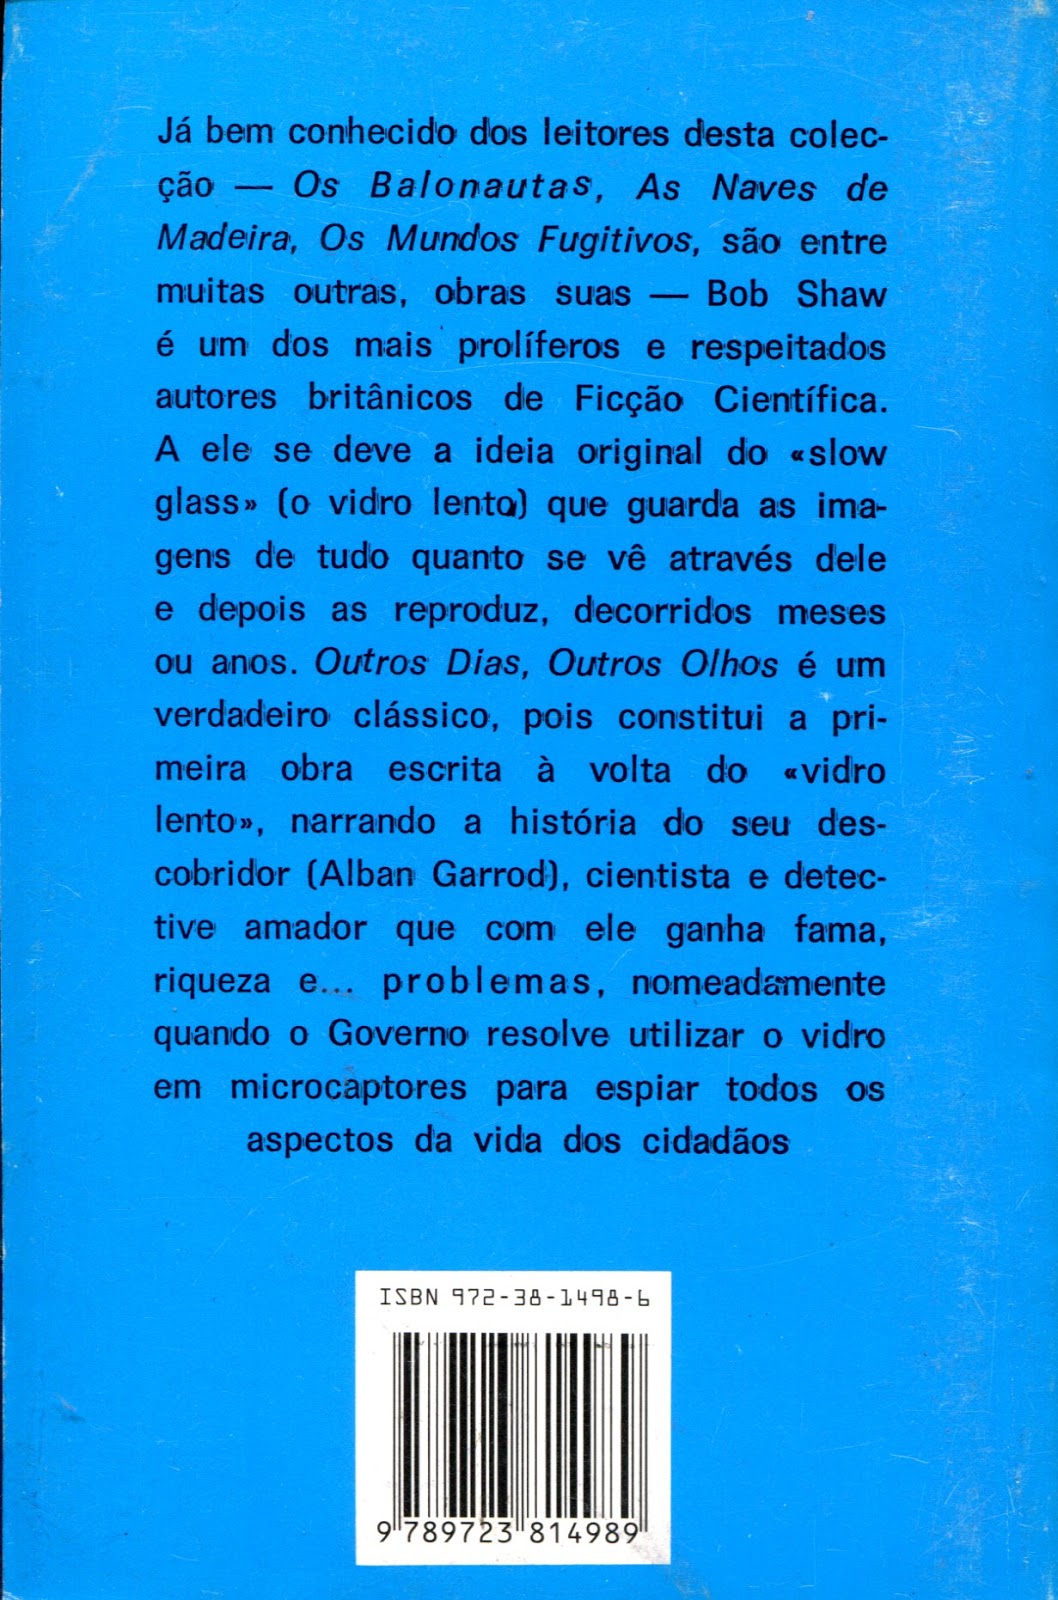 Já bem conhecido dos leitores desta colec-
ção — Os Balonautas, As Naves de
Madeira, Os Mundos Fugitivos, são entre
muitas outras, obras suas — Bob Shaw
é um dos mais prolíferos e respeitados
autores britânicos de Ficção Científica.
A ele se deve a ideia original do «slow
glass» (o vidro lento) que guarda as ima-
gens de tudo quanto se vê através dele
e depois as reproduz, decorridos meses
ou anos. Outros Dias, Outros Olhos é um
verdadeiro clássico, pois constitui a pri-
meira obra escrita à volta do «vidro
lento», narrando a história do seu des-
cobridor (Alban Garrod), cientista e detec-
tive amador que com ele ganha fama,
riqueza e... problemas, nomeadamente
quando o Governo resolve utilizar o vidro
em microcaptores para espiar todos os
aspectos da vida dos cidadãos
ISBN 972-38-1498-6
9 789723 814989